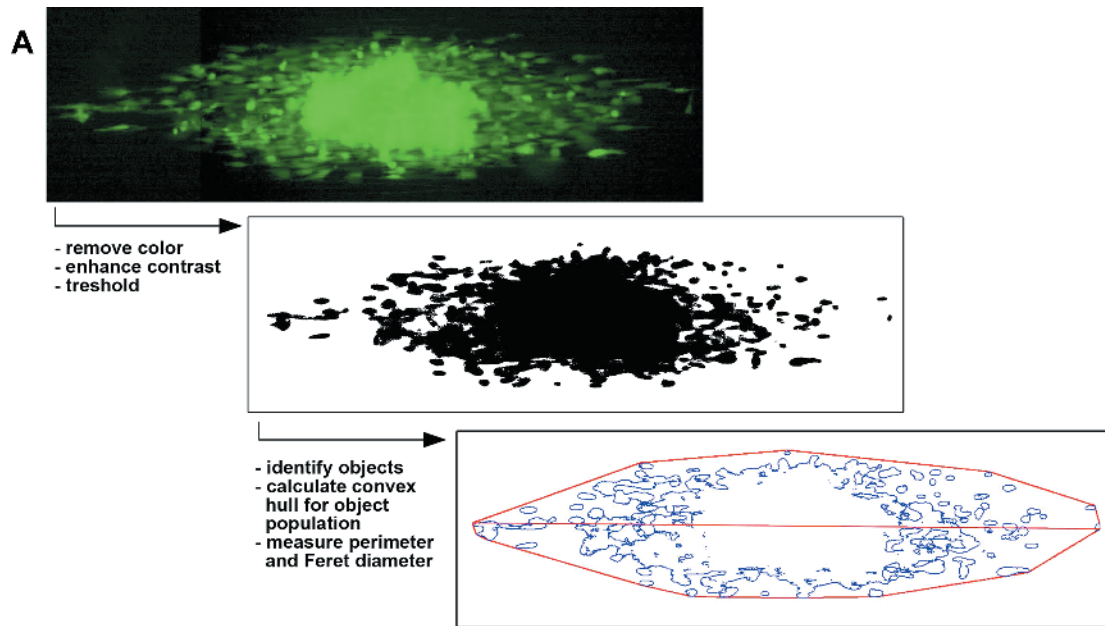 A
- remove color
- enhance contrast
- treshold
- identify objects
- calculate convex
hull for object
population
- measure perimeter
and Feret diameter